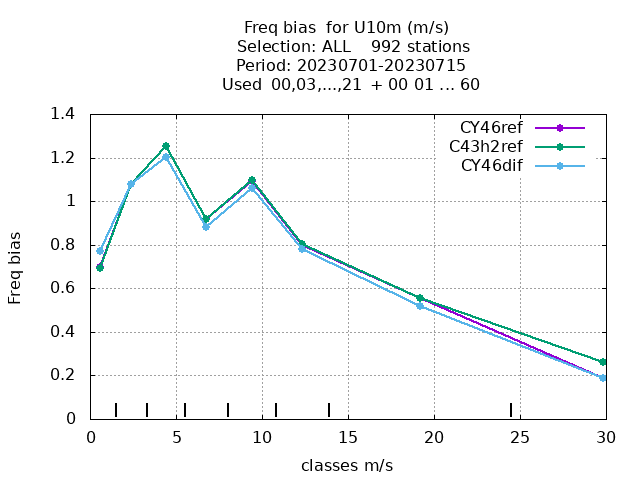 Freq bias  for U10m (m/s)
Selection: ALL    992 stations
Period: 20230701-20230715
Used  00,03,...,21  + 00 01 ... 60
1.4
1.2
1
0.8
0.6
0.4
0.2
0
Freq bias
CY46ref
C43h2ref
CY46dif
0 5 10 15 20 25 30
classes m/s